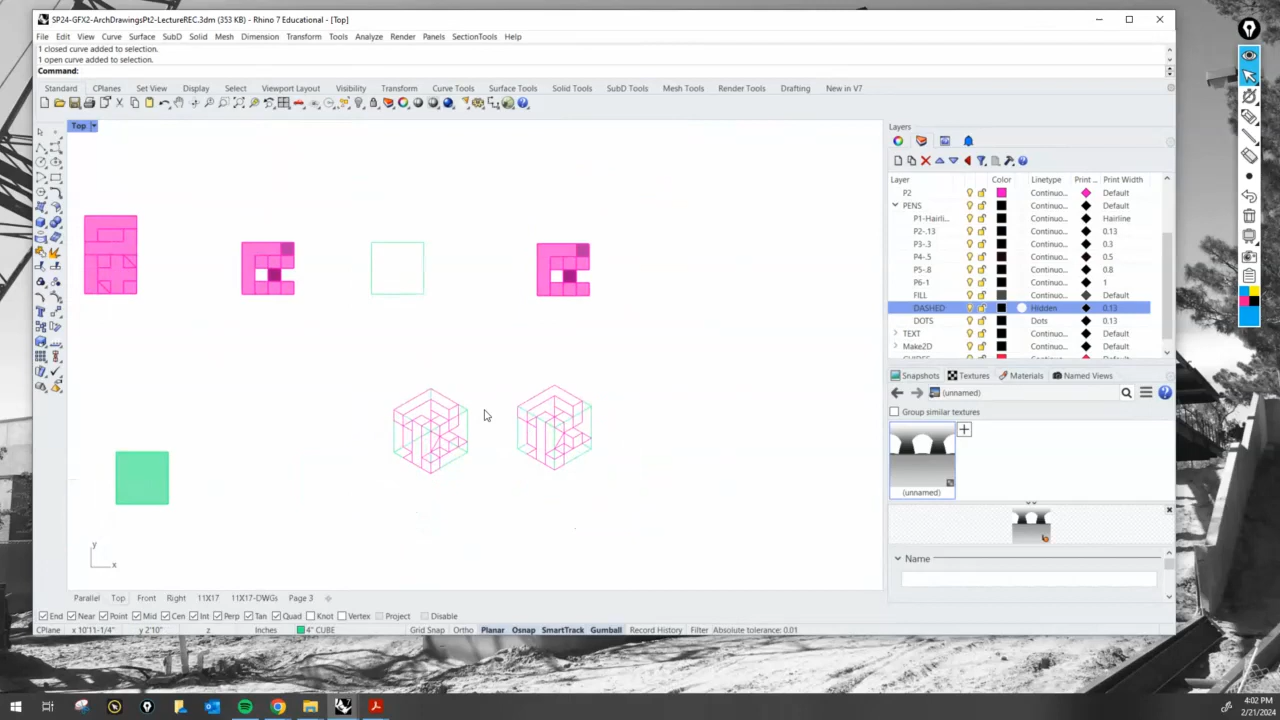 SP24-GFX2-ArchDrawingsPt2-LectureREC.3dm (353 KB) - Rhino 7 Educational - [Top]
File Edit View Curve Surface SubD Solid Mesh Dimension Transform Tools Analyze Render Panels SectionTools Help
1 closed curve added to selection.
1 open curve added to selection.
Command:
Standard CPlanes Set View Display Select Viewport Layout Visibility Transform Curve Tools Surface Tools Solid Tools SubD Tools Mesh Tools Render Tools Drafting New in V7
Top
Layers
Layer Color Linetype Print ... Print Width
P2 Continuo... Default
PENS Continuo... Default
P1-Hairli... Continuo... Hairline
P2-.13 Continuo... 0.13
P3-.3 Continuo... 0.3
P4-.5 Continuo... 0.5
P5-.8 Continuo... 0.8
P6-1 Continuo... 1
FILL Continuo... Default
DASHED Hidden 0.13
DOTS Dots 0.13
TEXT Continuo... Default
Make2D Continuo... Default
Snapshots Textures Materials Named Views
(unnamed)
Group similar textures
(unnamed)
Name
y
x
Parallel Top Front Right 11X17 11X17-DWGs Page 3
End Near Point Mid Cen Int Perp Tan Quad Knot Vertex Project Disable
CPlane x 10'11-1/4" y 2'10" z Inches 4" CUBE Grid Snap Ortho Planar Osnap SmartTrack Gumball Record History Filter Absolute tolerance: 0.01
4:02 PM
2/21/2024